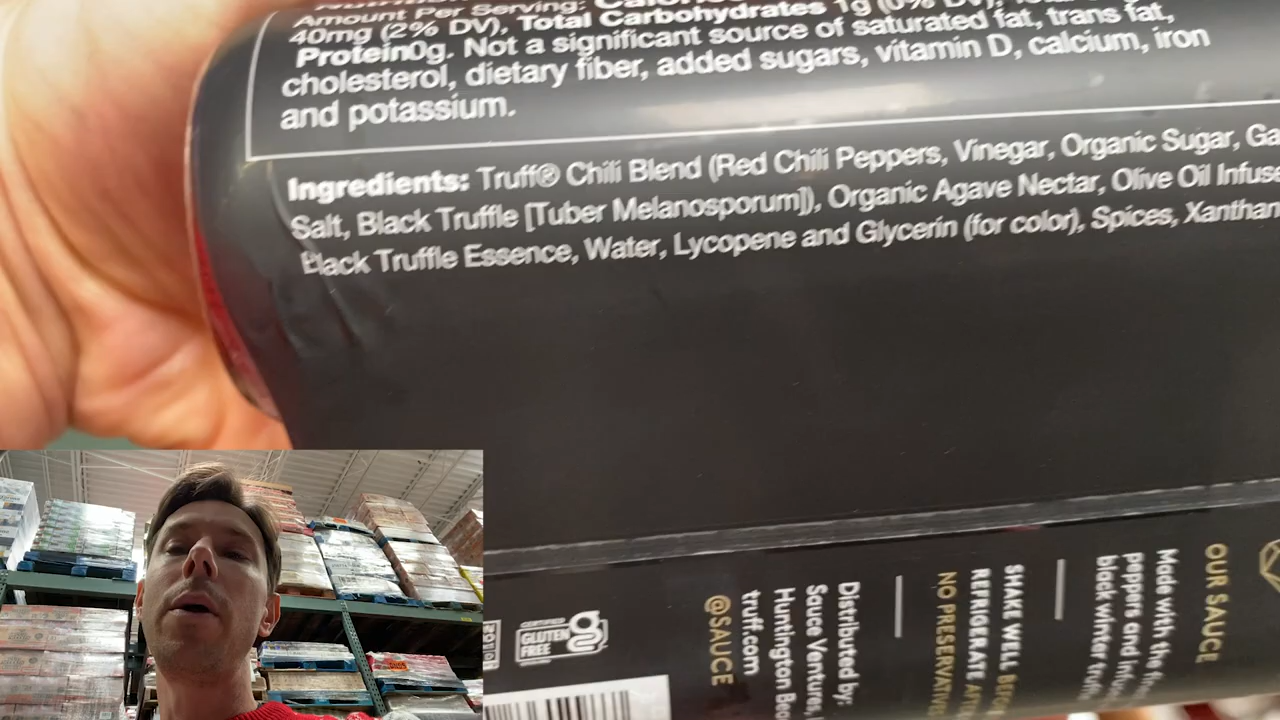 Amount Per Serving:
40mg (2% DV), Total Carbohydrates 1g (0% DV),
Protein0g. Not a significant source of saturated fat, trans fat,
cholesterol, dietary fiber, added sugars, vitamin D, calcium, iron
and potassium.
Ingredients: Truff® Chili Blend (Red Chili Peppers, Vinegar, Organic Sugar,
Salt, Black Truffle [Tuber Melanosporum]), Organic Agave Nectar, Olive Oil
Black Truffle Essence, Water, Lycopene and Glycerin (for color), Spices, Xanthan
OUR SAUCE
Made with the
peppers and
black winter
SHAKE WELL
REFRIGERATE
NO PRESERVATIVES
Distributed by:
Sauce Ventures,
Huntington
truff.com
@SAUCE
CERTIFIED
GLUTEN
FREE
g